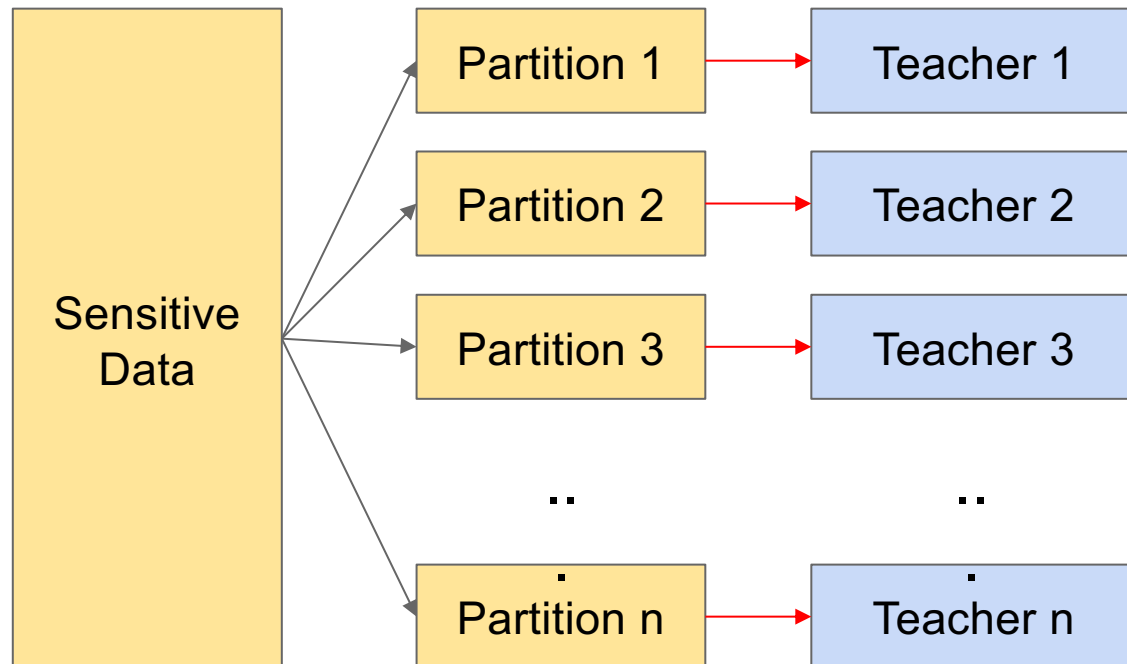 Sensitive
Data
Partition 1
Teacher 1
Partition 2
Teacher 2
Partition 3
Teacher 3
.. ..
. .
Partition n
Teacher n